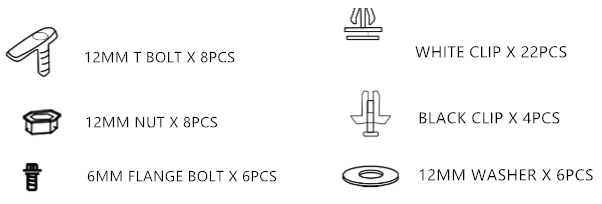 12MM T BOLT X 8PCS
12MM NUT X 8PCS
6MM FLANGE BOLT X 6PCS
WHITE CLIP X 22PCS
BLACK CLIP X 4PCS
12MM WASHER X 6PCS